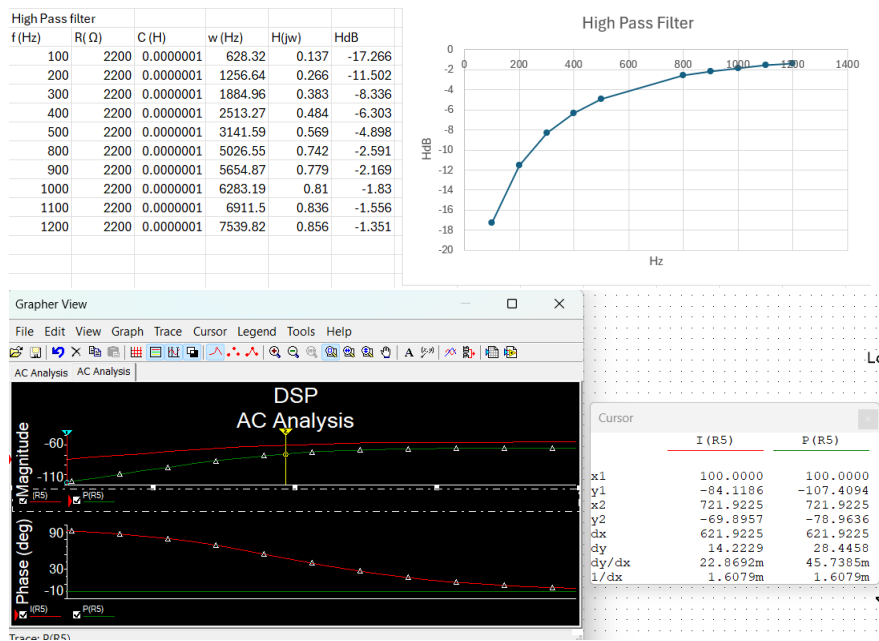 High Pass filter
f (Hz) R( Ω) C (H) w (Hz) H(jw) HdB
100 2200 0.0000001 628.32 0.137 -17.266
200 2200 0.0000001 1256.64 0.266 -11.502
300 2200 0.0000001 1884.96 0.383 -8.336
400 2200 0.0000001 2513.27 0.484 -6.303
500 2200 0.0000001 3141.59 0.569 -4.898
800 2200 0.0000001 5026.55 0.742 -2.591
900 2200 0.0000001 5654.87 0.779 -2.169
1000 2200 0.0000001 6283.19 0.81 -1.83
1100 2200 0.0000001 6911.5 0.836 -1.556
1200 2200 0.0000001 7539.82 0.856 -1.351
High Pass Filter
0
-2
-4
-6
-8
-10
-12
-14
-16
-18
-20
0 200 400 600 800 1000 1200 1400
HdB
Hz
Grapher View
File Edit View Graph Trace Cursor Legend Tools Help
AC Analysis AC Analysis
DSP
AC Analysis
Magnitude
-60
-110
(R5) P(R5)
Phase (deg)
90
30
-10
I(R5) P(R5)
Trace: P(R5)
Lo
Cursor
I(R5) P(R5)
x1 100.0000 100.0000
y1 -84.1186 -107.4094
x2 721.9225 721.9225
y2 -69.8957 -78.9636
dx 621.9225 621.9225
dy 14.2229 28.4458
dy/dx 22.8692m 45.7385m
1/dx 1.6079m 1.6079m